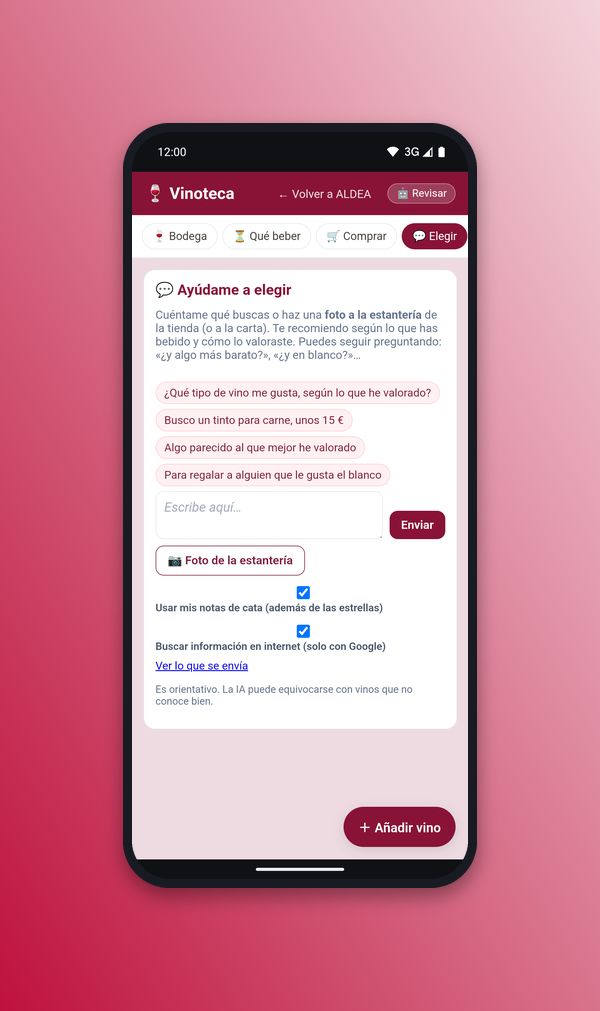 12:00 3G
🍷 Vinoteca ← Volver a ALDEA 🤖 Revisar
🍷 Bodega ⏳ Qué beber 🛒 Comprar 💬 Elegir
💬 Ayúdame a elegir
Cuéntame qué buscas o haz una foto a la estantería de
la tienda (o a la carta). Te recomiendo según lo que has
bebido y cómo lo valoraste. Puedes seguir preguntando:
«¿y algo más barato?», «¿y en blanco?»…
¿Qué tipo de vino me gusta, según lo que he valorado?
Busco un tinto para carne, unos 15 €
Algo parecido al que mejor he valorado
Para regalar a alguien que le gusta el blanco
Escribe aquí…
Enviar
📷 Foto de la estantería
Usar mis notas de cata (además de las estrellas)
Buscar información en internet (solo con Google)
Ver lo que se envía
Es orientativo. La IA puede equivocarse con vinos que no
conoce bien.
+ Añadir vino